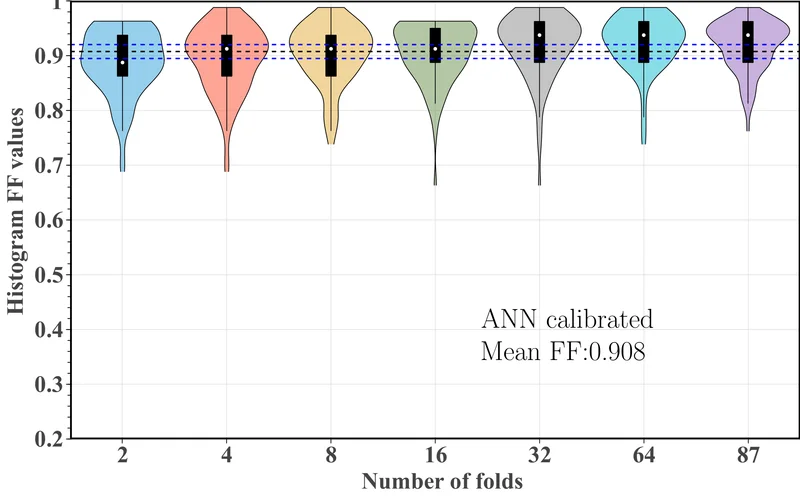 1
0.9
0.8
0.7
0.6
0.5
0.4
0.3
0.2
Histogram FF values
ANN calibrated
Mean FF:0.908
2 4 8 16 32 64 87
Number of folds